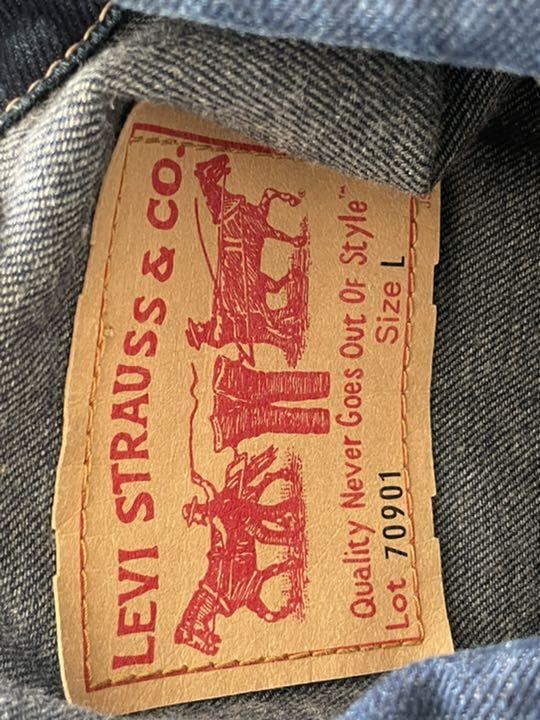 LEVI STRAUSS & CO.
Quality Never Goes Out Of Style™
Lot 70901 Size L